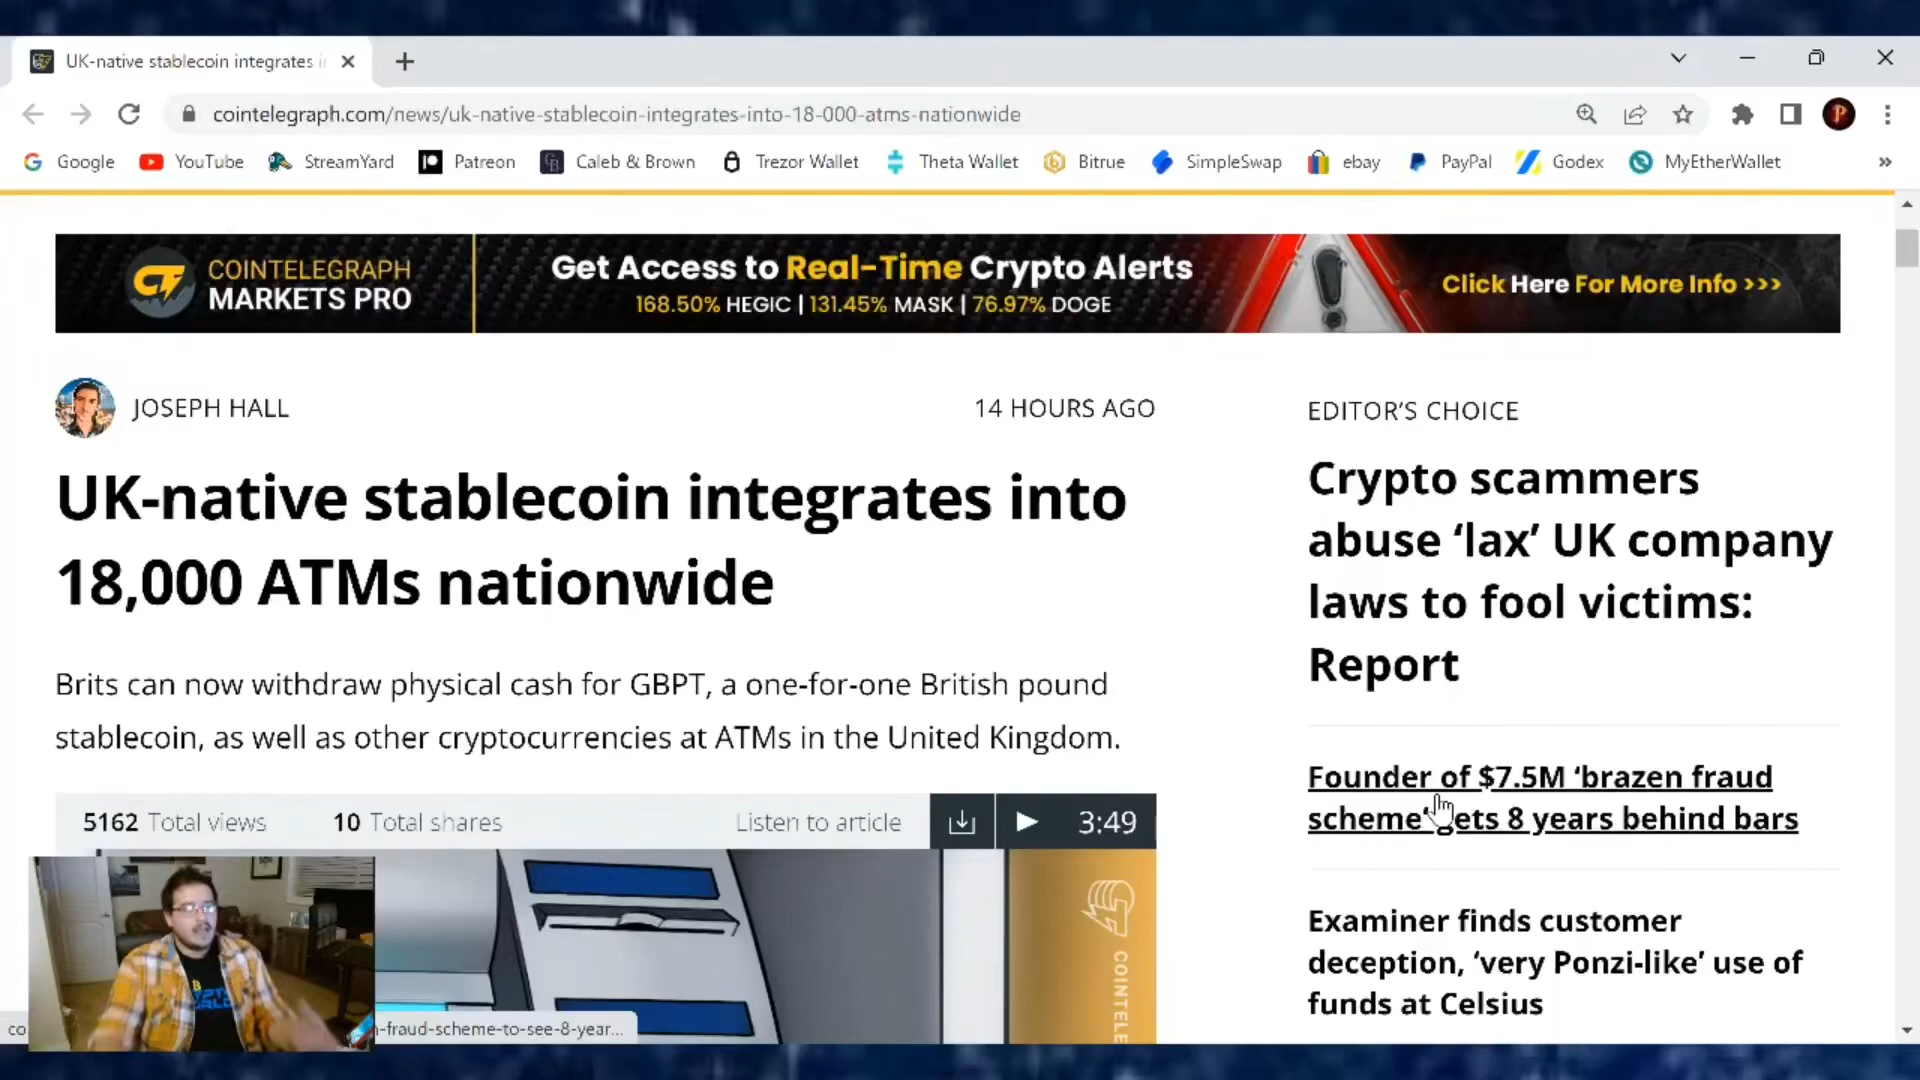 UK-native stablecoin integrates i
cointelegraph.com/news/uk-native-stablecoin-integrates-into-18-000-atms-nationwide
Google YouTube StreamYard Patreon Caleb & Brown Trezor Wallet Theta Wallet Bitrue SimpleSwap ebay PayPal Godex MyEtherWallet »
COINTELEGRAPH
MARKETS PRO
Get Access to Real-Time Crypto Alerts
168.50% HEGIC | 131.45% MASK | 76.97% DOGE
Click Here For More Info >>>
JOSEPH HALL
14 HOURS AGO
UK-native stablecoin integrates into
18,000 ATMs nationwide
Brits can now withdraw physical cash for GBPT, a one-for-one British pound
stablecoin, as well as other cryptocurrencies at ATMs in the United Kingdom.
5162 Total views 10 Total shares Listen to article 3:49
EDITOR'S CHOICE
Crypto scammers
abuse ‘lax’ UK company
laws to fool victims:
Report
Founder of $7.5M ‘brazen fraud
scheme‘ ets 8 years behind bars
Examiner finds customer
deception, ‘very Ponzi-like’ use of
funds at Celsius
COINTELE
co
-fraud-scheme-to-see-8-year...